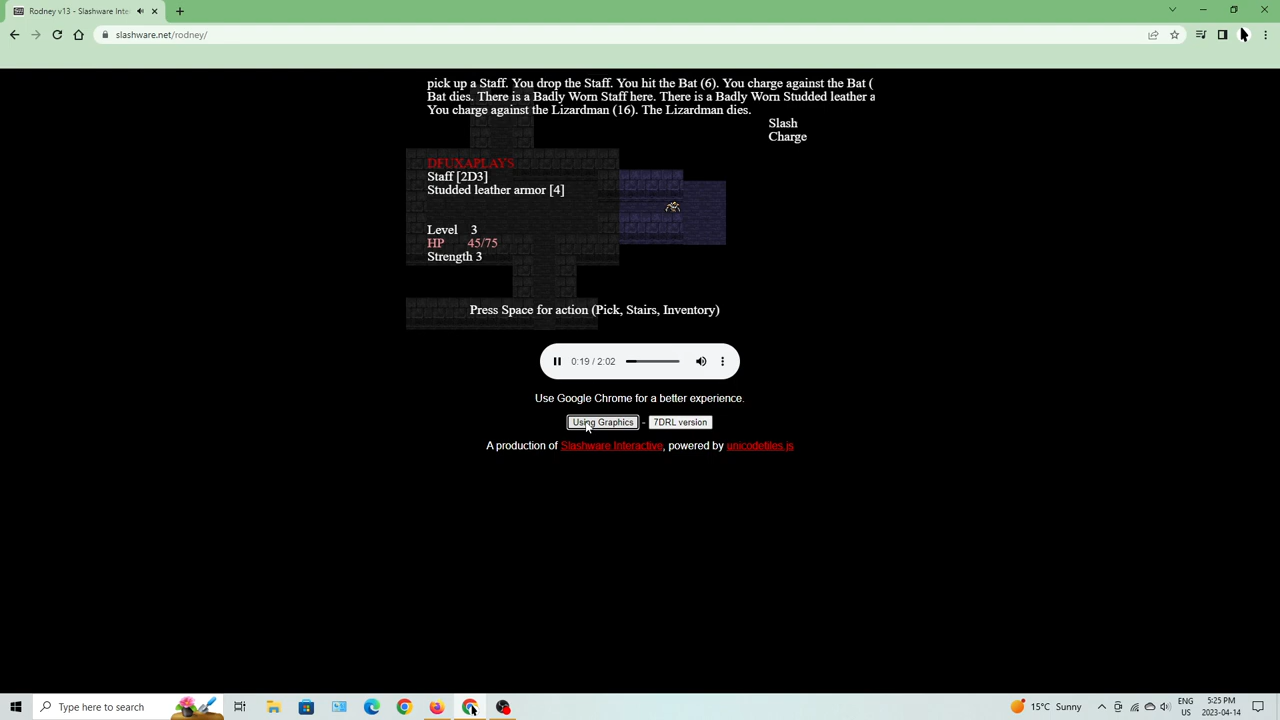 Rodney v13 - Slashware Inte
slashware.net/rodney/
pick up a Staff. You drop the Staff. You hit the Bat (6). You charge against the Bat (
Bat dies. There is a Badly Worn Staff here. There is a Badly Worn Studded leather a
You charge against the Lizardman (16). The Lizardman dies.
Slash
Charge
DEUXAPLAYS
Staff [2D3]
Studded leather armor [4]
Level 3
HP 45/75
Strength 3
Press Space for action (Pick, Stairs, Inventory)
0:19 / 2:02
Use Google Chrome for a better experience.
Using Graphics - 7DRL version
A production of Slashware Interactive, powered by unicodetiles.js
Type here to search
15°C Sunny
ENG
US
5:25 PM
2023-04-14